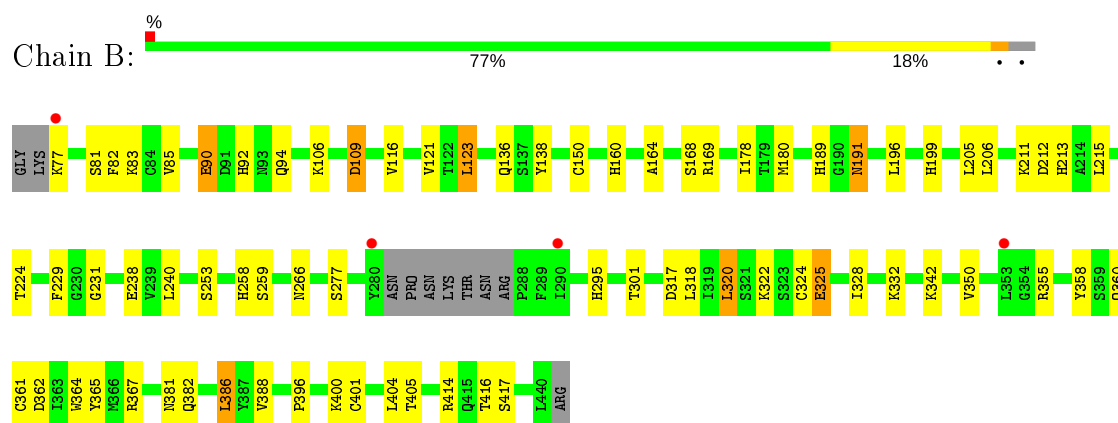 %
Chain B:
77% 18% • •
GLY LYS K77 S81 F82 K83 C84 V85 E90 D91 H92 N93 Q94 K106 D109 V116 V121 T122 L123 Q136 S137 Y138 C150 H160 A164 S168 R169 I178 T179 M180 H189 G190 N191 L196 H199 L205 L206 K211 D212 H213 A214 L215
T224 F229 G230 G231 E238 V239 L240 S253 H258 S259 N266 S277 Y280 ASN PRO ASN LYS THR ASN ARG P288 F289 I290 H295 T301 D317 L318 I319 L320 S321 K322 S323 C324 E325 I328 K332 K342 V350 L353 G354 R355 Y358 S359 Q360
C361 D362 I363 W364 Y365 M366 R367 N381 Q382 L386 Y387 V388 P396 K400 C401 L404 T405 R414 Q415 T416 S417 L440 ARG